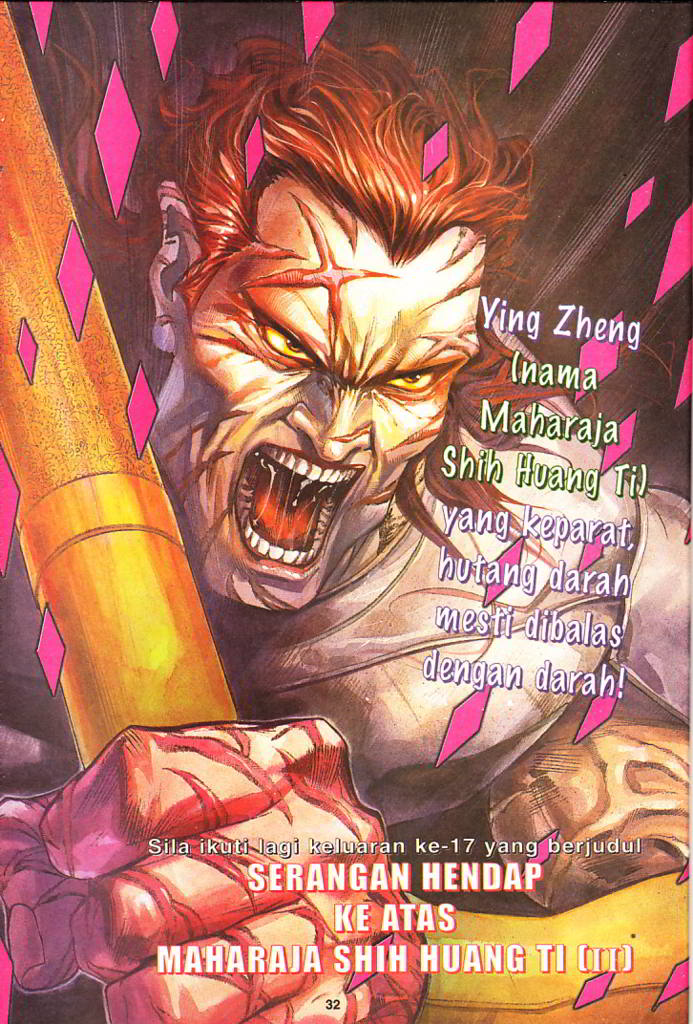 Ying Zheng
(nama
Maharaja
Shih Huang Ti)
yang keparat,
hutang darah
mesti dibalas
dengan darah!
Sila ikuti lagi keluaran ke-17 yang berjudul
SERANGAN HENDAP
KE ATAS
MAHARAJA SHIH HUANG TI (II)
32